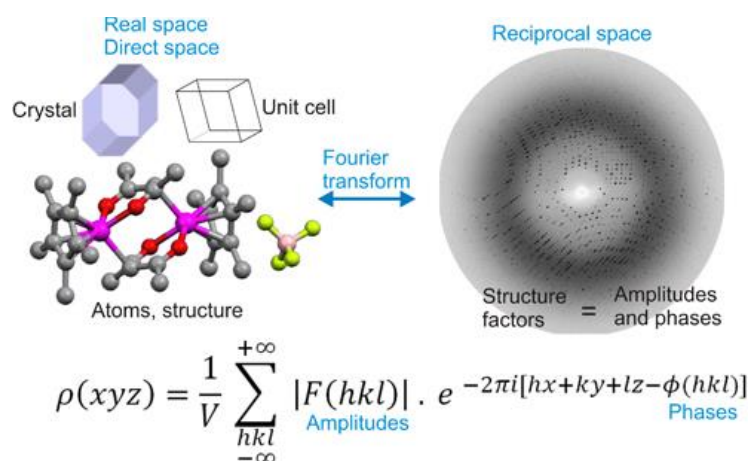 Real space
Direct space
Reciprocal space
Crystal
Unit cell
Fourier
transform
Atoms, structure
Structure factors = Amplitudes and phases
ρ(xyz) = 1/V ∑ hkl −∞ +∞ |F(hkl)| . e −2πi[hx+ky+lz−ϕ(hkl)]
Amplitudes
Phases